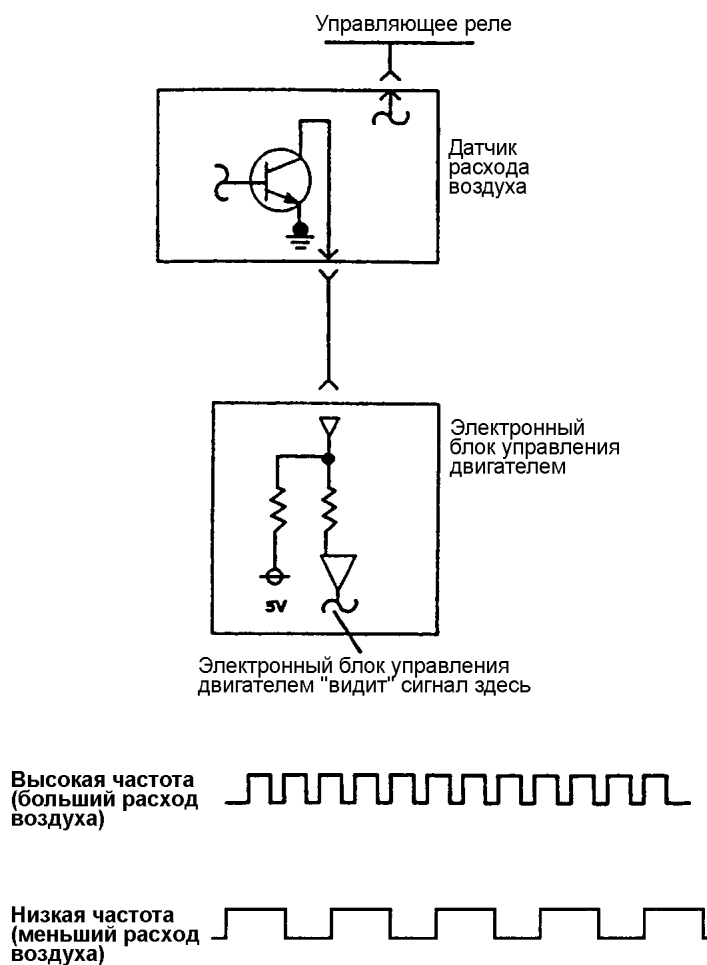 Управляющее реле
Датчик
расхода
воздуха
Электронный
блок управления
двигателем
5V
Электронный блок управления
двигателем "видит" сигнал здесь
Высокая частота
(больший расход
воздуха)
Низкая частота
(меньший расход
воздуха)